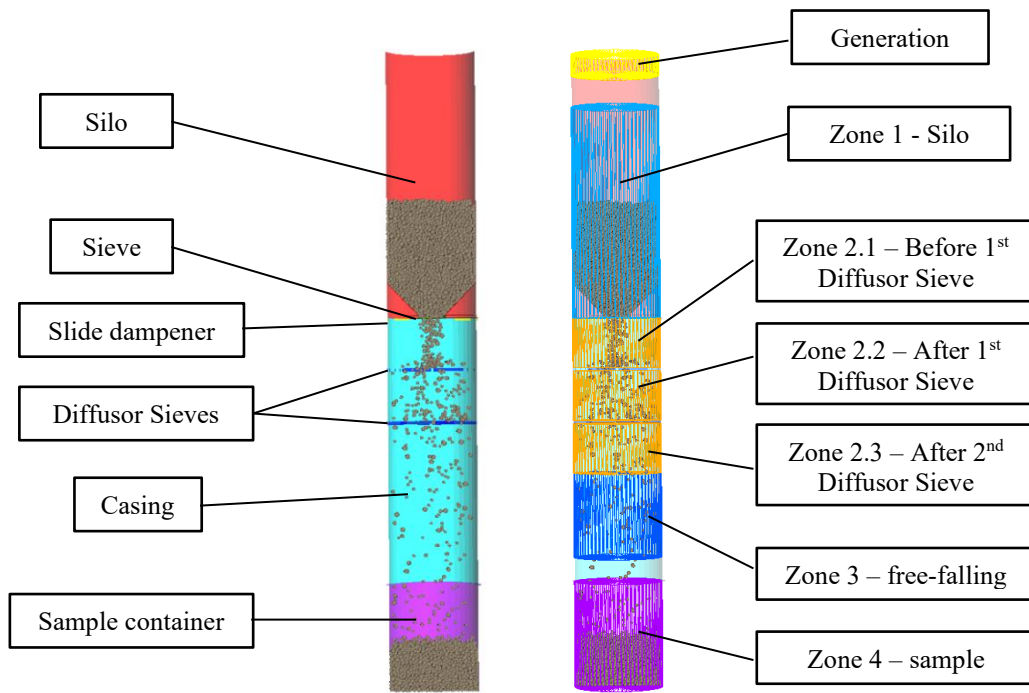 Silo
Sieve
Slide dampener
Diffusor Sieves
Casing
Sample container
Generation
Zone 1 - Silo
Zone 2.1 – Before 1st
Diffusor Sieve
Zone 2.2 – After 1st
Diffusor Sieve
Zone 2.3 – After 2nd
Diffusor Sieve
Zone 3 – free-falling
Zone 4 – sample